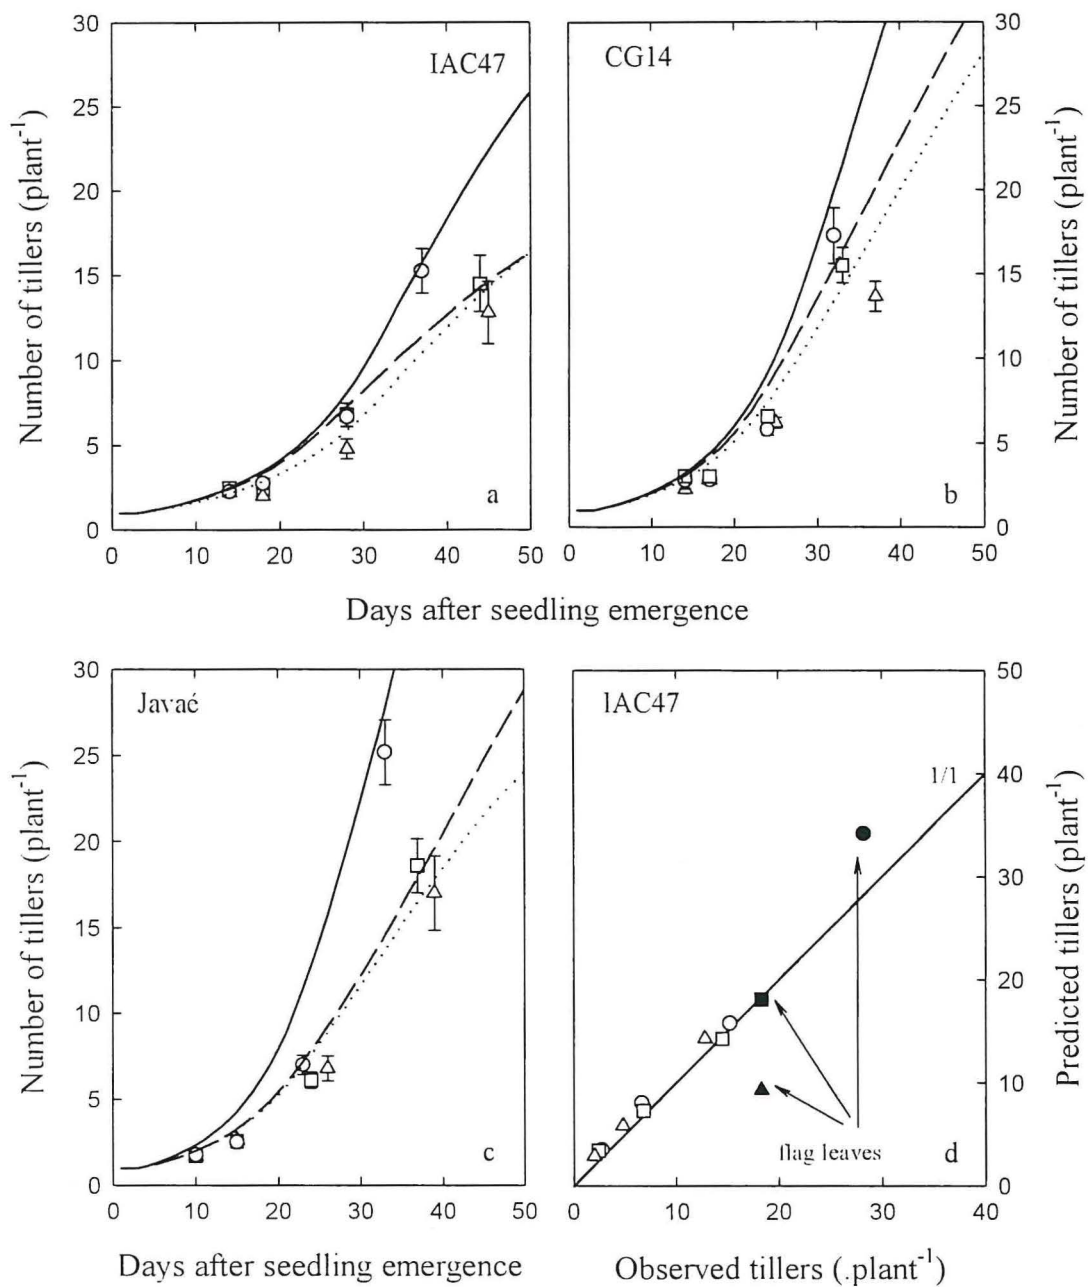 30
25
20
15
10
5
0
Number of tillers (plant⁻¹)
IAC47
a
0 10 20 30 40 50
CG14
b
0 10 20 30 40 50
30
25
20
15
10
5
0
Number of tillers (plant⁻¹)
Days after seedling emergence
30
25
20
15
10
5
0
Number of tillers (plant⁻¹)
Javaé
c
0 10 20 30 40 50
Days after seedling emergence
IAC47
1/1
flag leaves
d
50
40
30
20
10
0
Predicted tillers (plant⁻¹)
0 10 20 30 40
Observed tillers (.plant⁻¹)